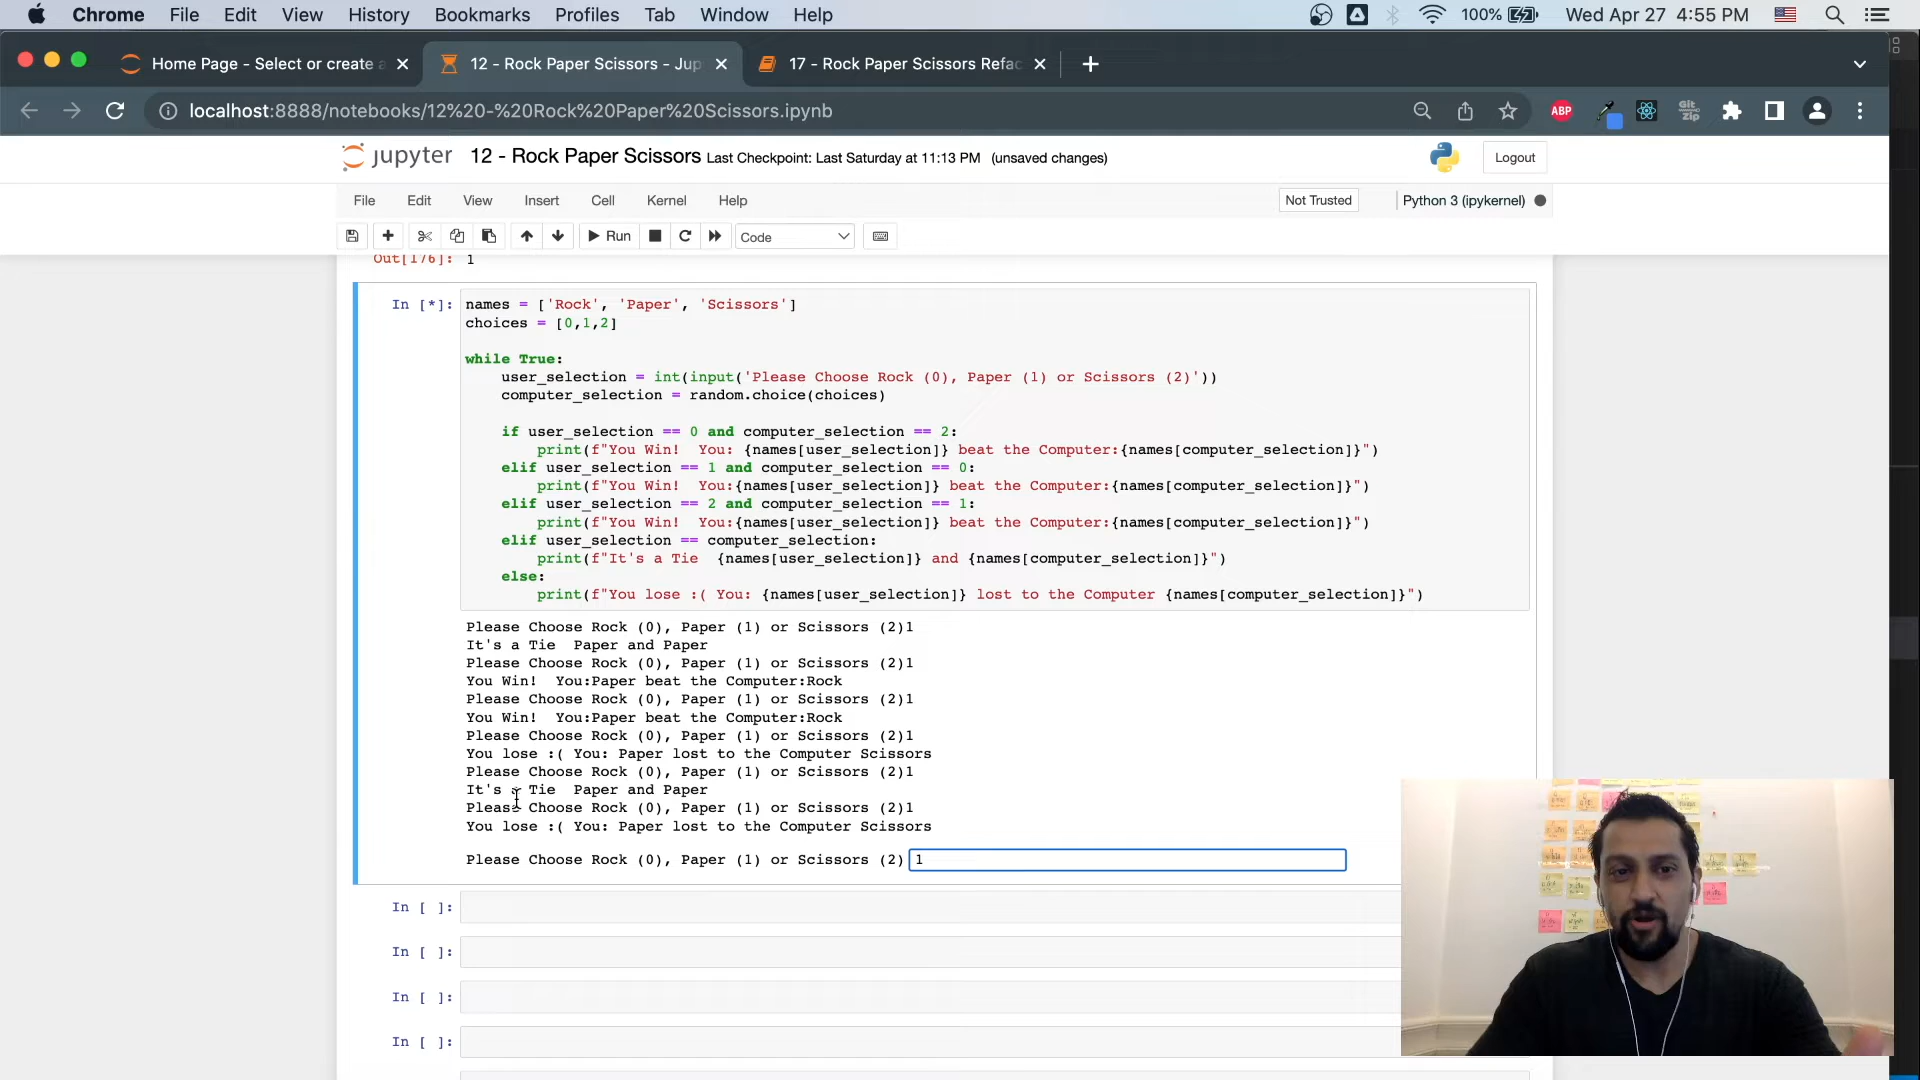 Chrome File Edit View History Bookmarks Profiles Tab Window Help 100% Wed Apr 27 4:55 PM
Home Page - Select or create a 12 - Rock Paper Scissors - Jup 17 - Rock Paper Scissors Refac
localhost:8888/notebooks/12%20-%20Rock%20Paper%20Scissors.ipynb ABP Git Zip
jupyter 12 - Rock Paper Scissors Last Checkpoint: Last Saturday at 11:13 PM (unsaved changes) Logout
File Edit View Insert Cell Kernel Help Not Trusted Python 3 (ipykernel)
Run Code
Out[176]: 1
In [*]: names = ['Rock', 'Paper', 'Scissors']
choices = [0,1,2]
while True:
user_selection = int(input('Please Choose Rock (0), Paper (1) or Scissors (2)'))
computer_selection = random.choice(choices)
if user_selection == 0 and computer_selection == 2:
print(f"You Win!  You: {names[user_selection]} beat the Computer:{names[computer_selection]}")
elif user_selection == 1 and computer_selection == 0:
print(f"You Win!  You:{names[user_selection]} beat the Computer:{names[computer_selection]}")
elif user_selection == 2 and computer_selection == 1:
print(f"You Win!  You:{names[user_selection]} beat the Computer:{names[computer_selection]}")
elif user_selection == computer_selection:
print(f"It's a Tie  {names[user_selection]} and {names[computer_selection]}")
else:
print(f"You lose :( You: {names[user_selection]} lost to the Computer {names[computer_selection]}")
Please Choose Rock (0), Paper (1) or Scissors (2)1
It's a Tie  Paper and Paper
Please Choose Rock (0), Paper (1) or Scissors (2)1
You Win!  You:Paper beat the Computer:Rock
Please Choose Rock (0), Paper (1) or Scissors (2)1
You Win!  You:Paper beat the Computer:Rock
Please Choose Rock (0), Paper (1) or Scissors (2)1
You lose :( You: Paper lost to the Computer Scissors
Please Choose Rock (0), Paper (1) or Scissors (2)1
It's a Tie  Paper and Paper
Please Choose Rock (0), Paper (1) or Scissors (2)1
You lose :( You: Paper lost to the Computer Scissors
Please Choose Rock (0), Paper (1) or Scissors (2) 1
In [ ]:
In [ ]:
In [ ]:
In [ ]: